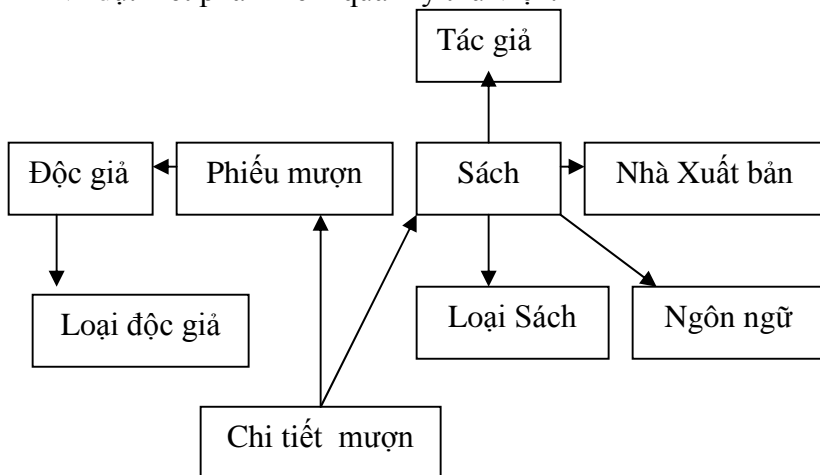 Tác giả
Độc giả
Phiếu mượn
Sách
Nhà Xuất bản
Loại độc giả
Loại Sách
Ngôn ngữ
Chi tiết mượn